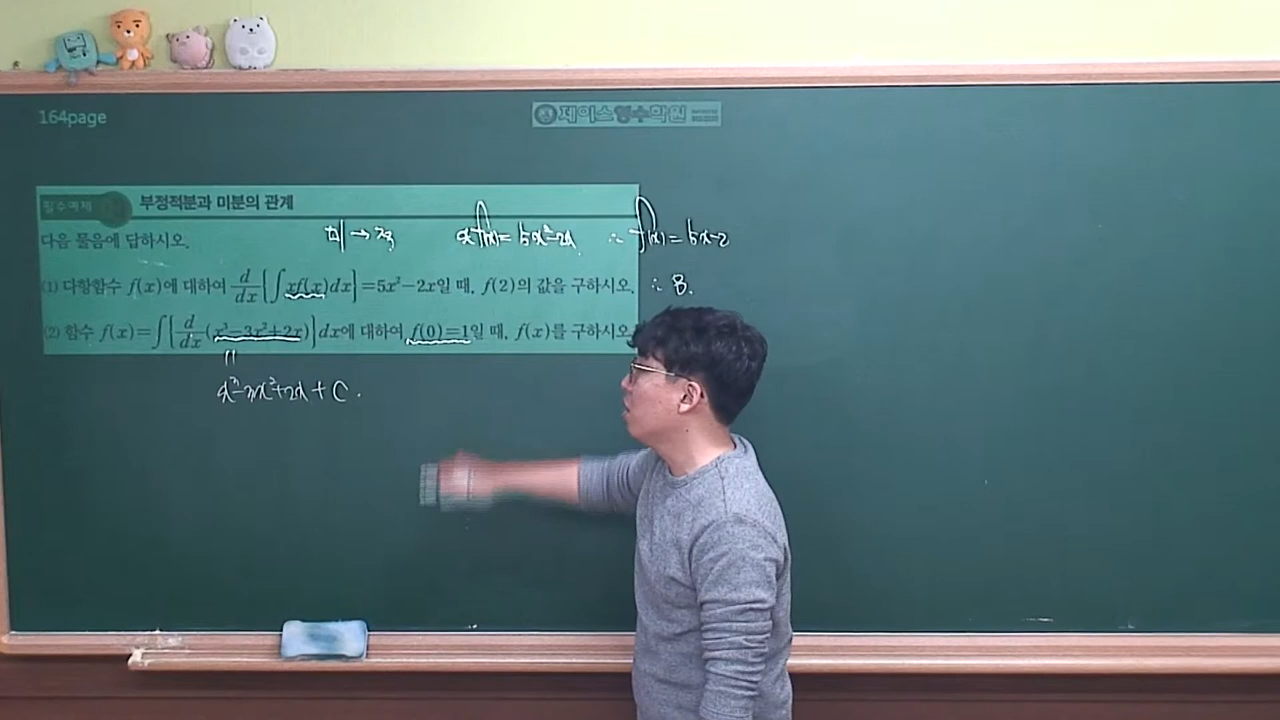 164page
제이스영수학원
필수예제
부정적분과 미분의 관계
다음 물음에 답하시오.
xf(x)=5x²-2x ∴ f(x)=5x-2
(1) 다항함수 f(x)에 대하여 d/dx{∫xf(x)dx}=5x²-2x일 때, f(2)의 값을 구하시오. ∴ 8.
(2) 함수 f(x)=∫{d/dx(x³-3x²+2x)}dx에 대하여, f(0)=1일 때, f(x)를 구하시오.
x³-3x²+2x+C.